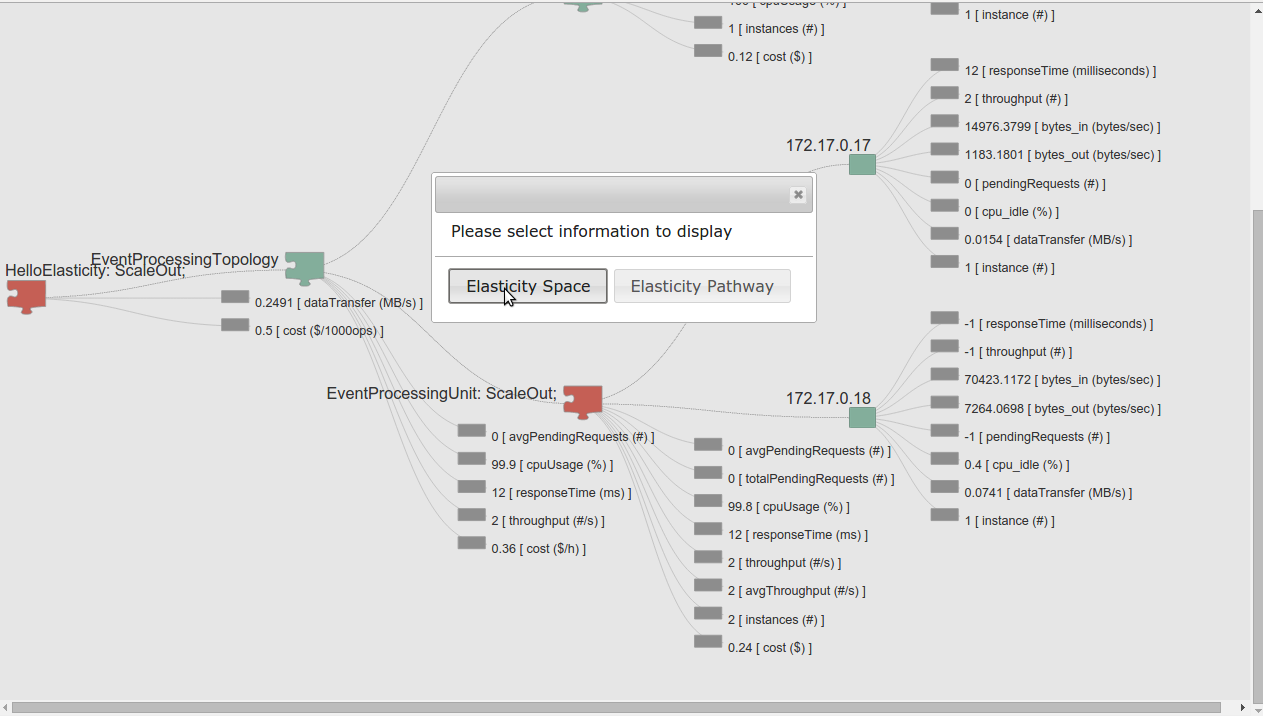 1 [ instance (#) ]
1 [ instances (#) ]
0.12 [ cost ($) ]
12 [ responseTime (milliseconds) ]
2 [ throughput (#) ]
14976.3799 [ bytes_in (bytes/sec) ]
172.17.0.17
1183.1801 [ bytes_out (bytes/sec) ]
0 [ pendingRequests (#) ]
0 [ cpu_idle (%) ]
0.0154 [ dataTransfer (MB/s) ]
1 [ instance (#) ]
Please select information to display
Elasticity Space
Elasticity Pathway
EventProcessingTopology
HelloElasticity: ScaleOut;
0.2491 [ dataTransfer (MB/s) ]
0.5 [ cost ($/1000ops) ]
EventProcessingUnit: ScaleOut;
0 [ avgPendingRequests (#) ]
99.9 [ cpuUsage (%) ]
12 [ responseTime (ms) ]
2 [ throughput (#/s) ]
0.36 [ cost ($/h) ]
0 [ avgPendingRequests (#) ]
0 [ totalPendingRequests (#) ]
99.8 [ cpuUsage (%) ]
12 [ responseTime (ms) ]
2 [ throughput (#/s) ]
2 [ avgThroughput (#/s) ]
2 [ instances (#) ]
0.24 [ cost ($) ]
172.17.0.18
-1 [ responseTime (milliseconds) ]
-1 [ throughput (#) ]
70423.1172 [ bytes_in (bytes/sec) ]
7264.0698 [ bytes_out (bytes/sec) ]
-1 [ pendingRequests (#) ]
0.4 [ cpu_idle (%) ]
0.0741 [ dataTransfer (MB/s) ]
1 [ instance (#) ]